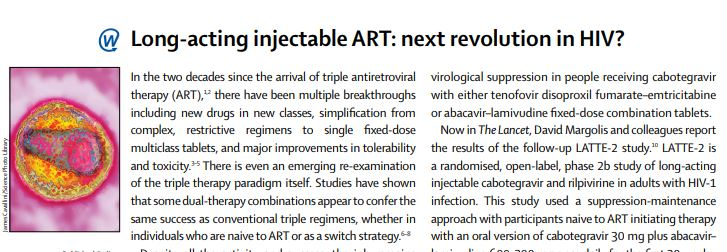 W
Long-acting injectable ART: next revolution in HIV?
James Cavallini/Science Photo Library
In the two decades since the arrival of triple antiretroviral
therapy (ART),1,2 there have been multiple breakthroughs
including new drugs in new classes, simplification from
complex, restrictive regimens to single fixed-dose
multiclass tablets, and major improvements in tolerability
and toxicity.3-5 There is even an emerging re-examination
of the triple therapy paradigm itself. Studies have shown
that some dual-therapy combinations appear to confer the
same success as conventional triple regimens, whether in
individuals who are naive to ART or as a switch strategy.6-8
virological suppression in people receiving cabotegravir
with either tenofovir disoproxil fumarate–emtricitabine
or abacavir–lamivudine fixed-dose combination tablets.
Now in The Lancet, David Margolis and colleagues report
the results of the follow-up LATTE-2 study.10 LATTE-2 is
a randomised, open-label, phase 2b study of long-acting
injectable cabotegravir and rilpivirine in adults with HIV-1
infection. This study used a suppression-maintenance
approach with participants naive to ART initiating therapy
with an oral version of cabotegravir 30 mg plus abacavir–